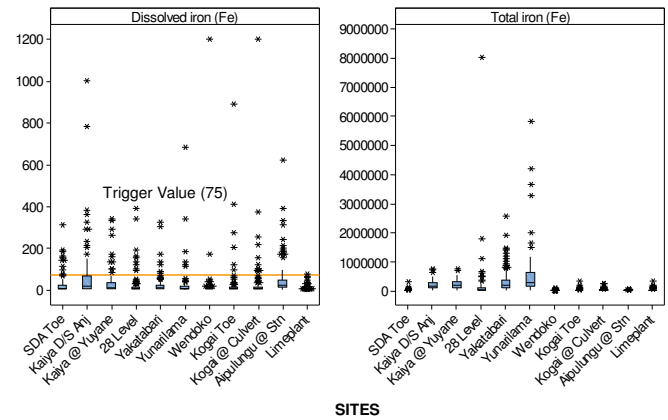 Dissolved iron (Fe)
1200
1000
800
600
400
200
0
Trigger Value (75)
SDA Toe
Kaiya D/S Anj
Kaiya @ Yuyane
28 Level
Yakatabari
Yunarilama
Wendoko
Kogai Toe
Kogai @ Culvert
Aipulungu @ Stn
Limeplant
Total iron (Fe)
9000000
8000000
7000000
6000000
5000000
4000000
3000000
2000000
1000000
0
SDA Toe
Kaiya D/S Anj
Kaiya @ Yuyane
28 Level
Yakatabari
Yunarilama
Wendoko
Kogai Toe
Kogai @ Culvert
Aipulungu @ Stn
Limeplant
SITES